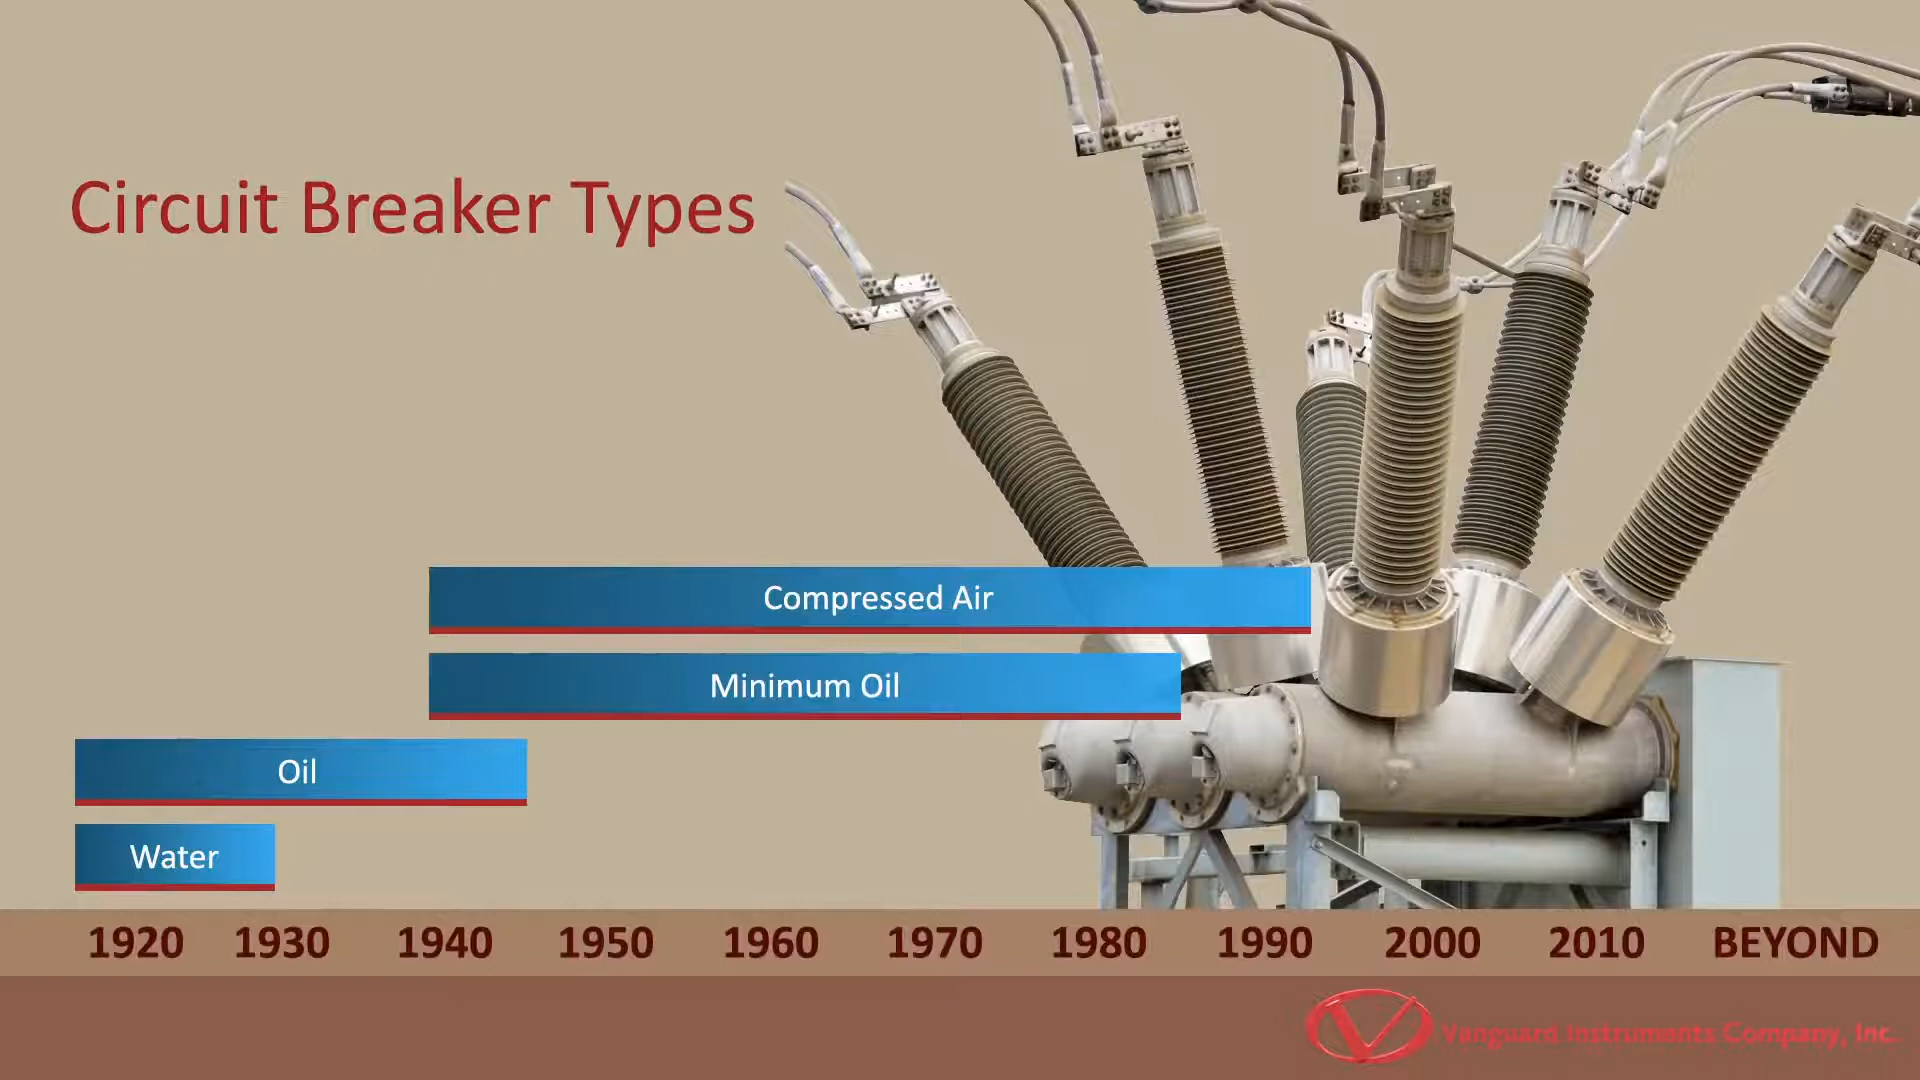 Circuit Breaker Types
Compressed Air
Minimum Oil
Oil
Water
1920 1930 1940 1950 1960 1970 1980 1990 2000 2010 BEYOND
Vanguard Instruments Company, Inc.